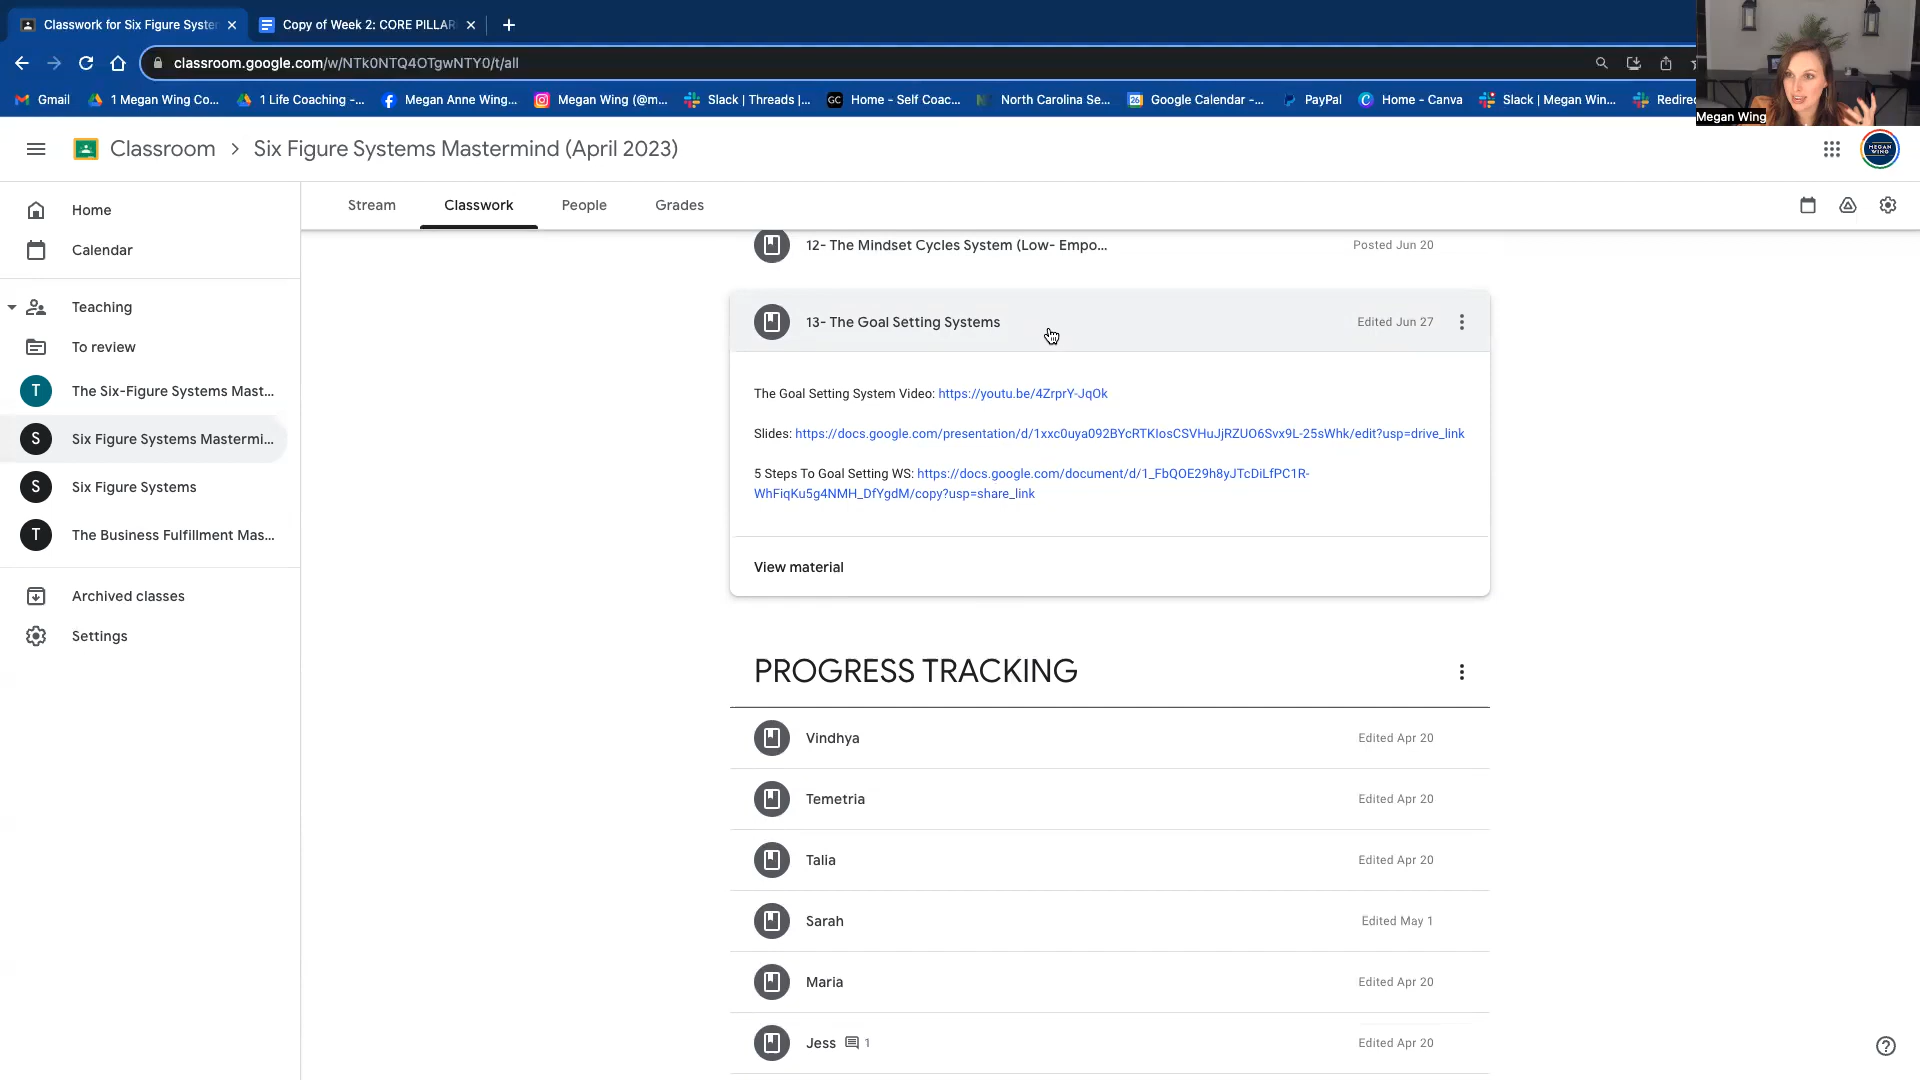 Classwork for Six Figure Syste
Copy of Week 2: CORE PILLAR
classroom.google.com/w/NTk0NTQ4OTgwNTY0/t/all
Gmail
1 Megan Wing Co...
1 Life Coaching -...
Megan Anne Wing...
Megan Wing (@m...
Slack | Threads |...
GC
Home - Self Coac...
North Carolina Se...
26
Google Calendar -...
PayPal
Home - Canva
Slack | Megan Win...
Redirec
Megan Wing
Classroom > Six Figure Systems Mastermind (April 2023)
MEGAN WING
Home
Calendar
Teaching
To review
T
The Six-Figure Systems Mast...
S
Six Figure Systems Mastermi...
S
Six Figure Systems
T
The Business Fulfillment Mas...
Archived classes
Settings
Stream
Classwork
People
Grades
12- The Mindset Cycles System (Low- Empo...
Posted Jun 20
13- The Goal Setting Systems
Edited Jun 27
The Goal Setting System Video: https://youtu.be/4ZrprY-JqOk
Slides: https://docs.google.com/presentation/d/1xxc0uya092BYcRTKIosCSVHuJjRZUO6Svx9L-25sWhk/edit?usp=drive_link
5 Steps To Goal Setting WS: https://docs.google.com/document/d/1_FbQOE29h8yJTcDiLfPC1R-
WhFiqKu5g4NMH_DfYgdM/copy?usp=share_link
View material
PROGRESS TRACKING
Vindhya
Edited Apr 20
Temetria
Edited Apr 20
Talia
Edited Apr 20
Sarah
Edited May 1
Maria
Edited Apr 20
Jess
1
Edited Apr 20